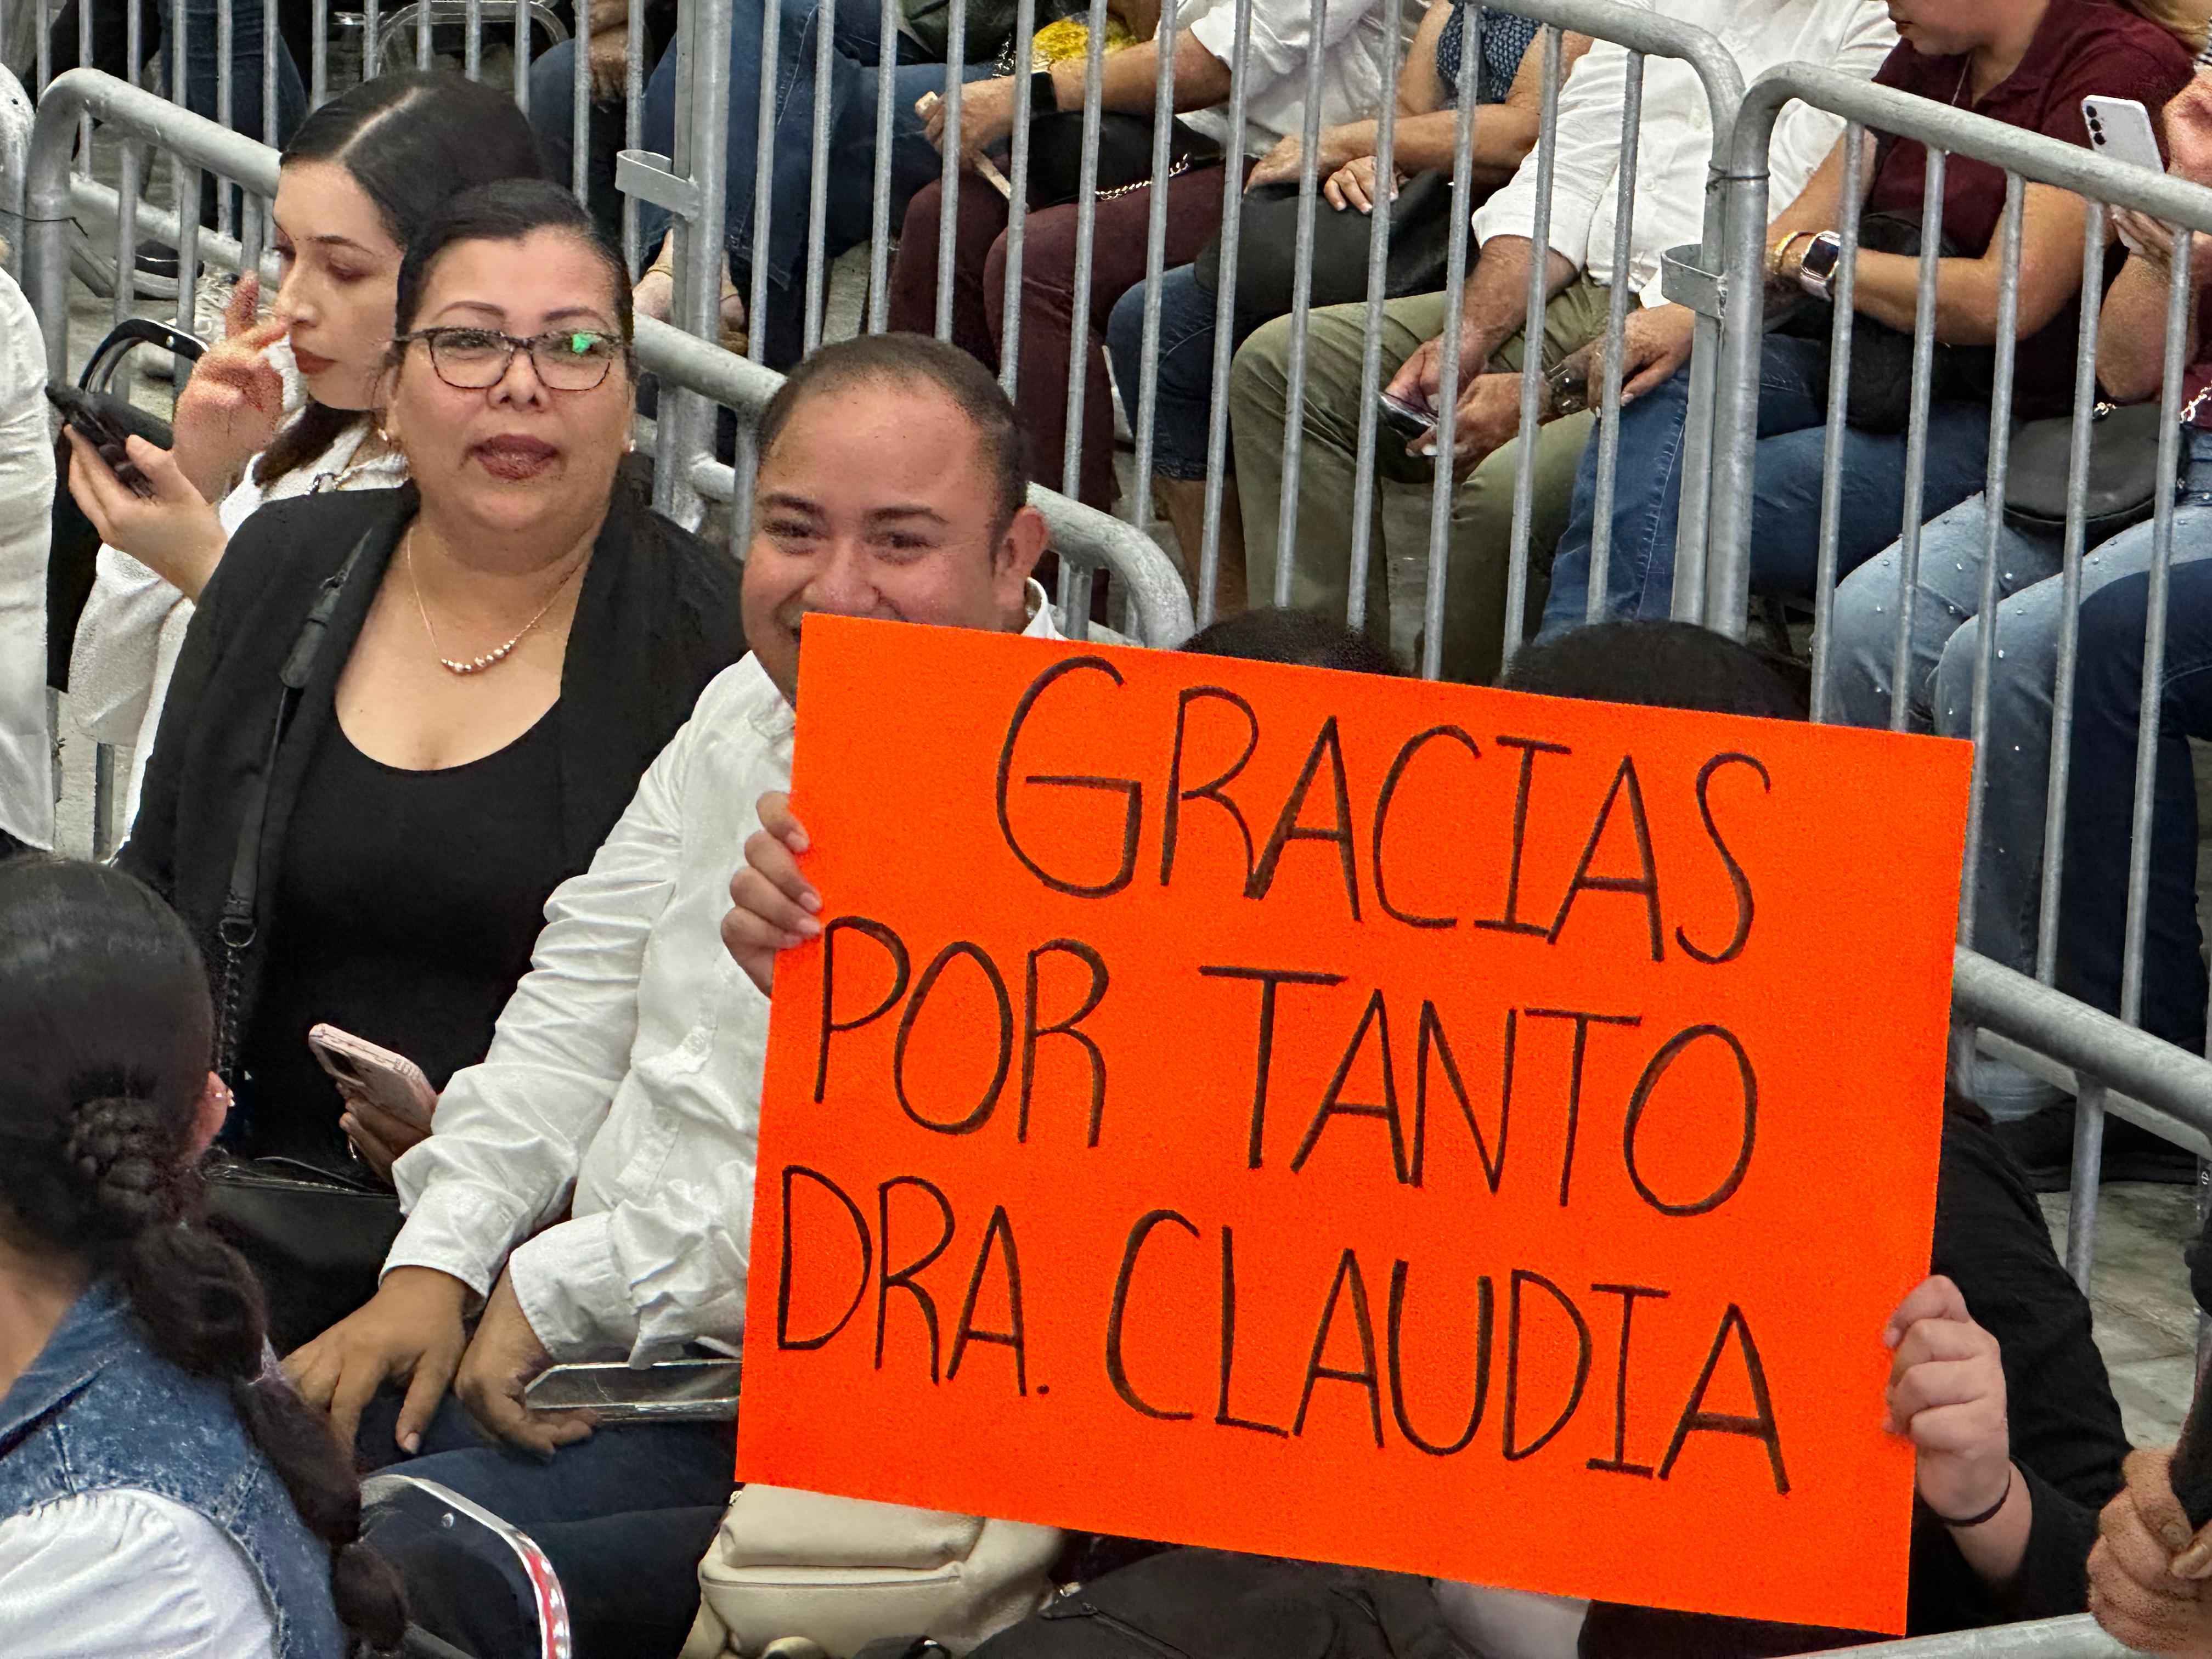 GRACIAS
POR TANTO
DRA. CLAUDIA